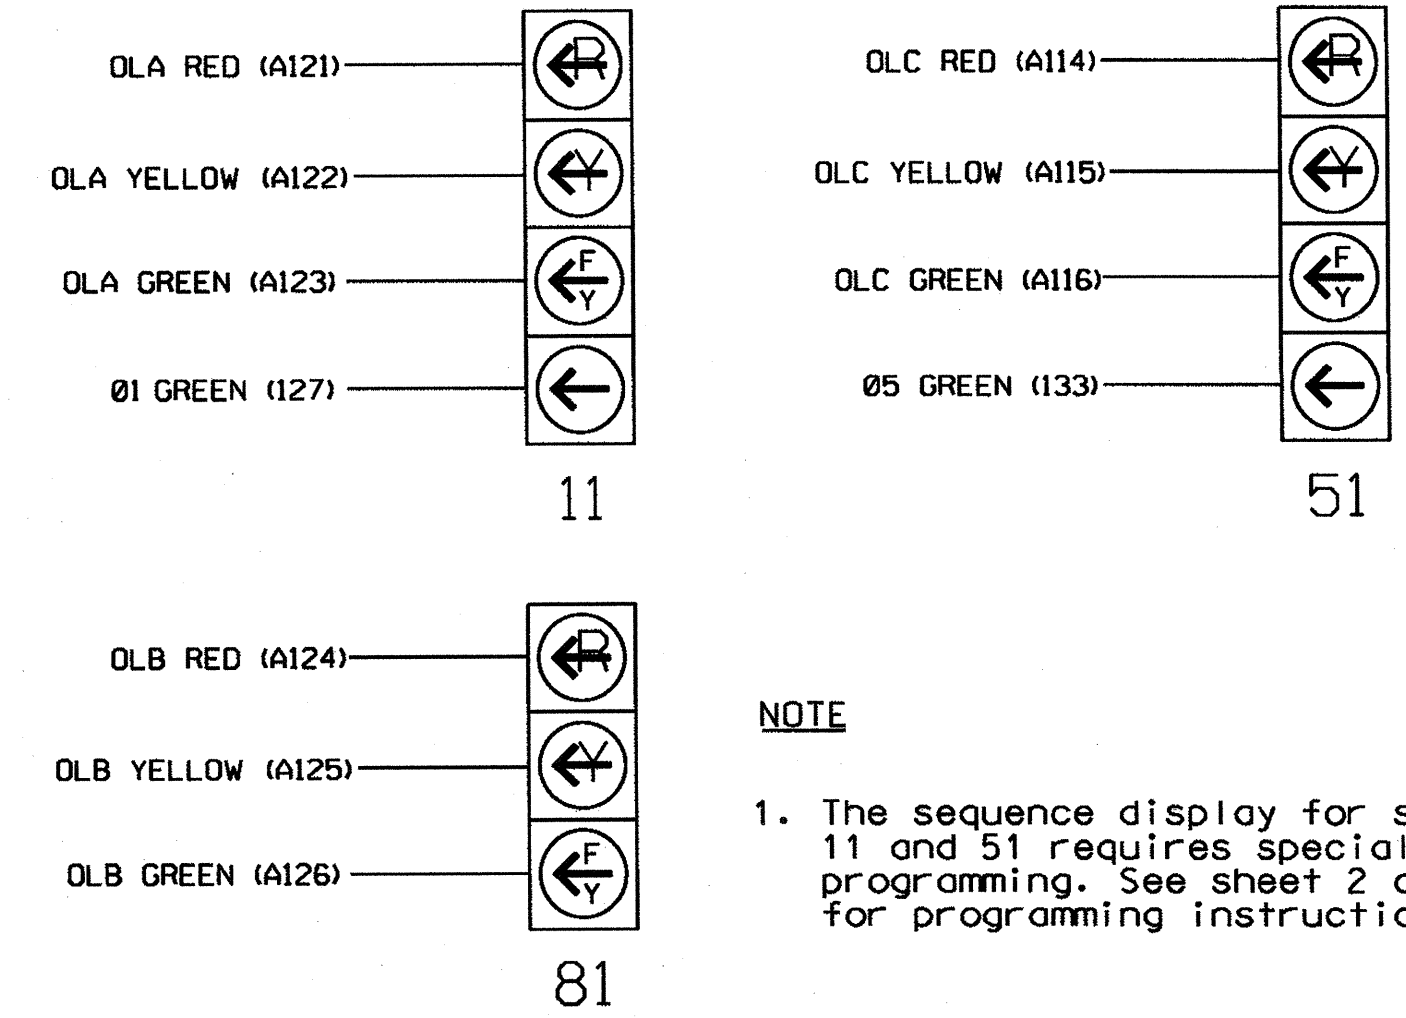 OLA RED (A121)
R
OLA YELLOW (A122)
Y
OLA GREEN (A123)
F
Y
Ø1 GREEN (127)
11
OLC RED (A114)
R
OLC YELLOW (A115)
Y
OLC GREEN (A116)
F
Y
Ø5 GREEN (133)
51
OLB RED (A124)
R
OLB YELLOW (A125)
Y
OLB GREEN (A126)
F
Y
81
NOTE
1. The sequence display for
11 and 51 requires special
programming. See sheet 2
for programming